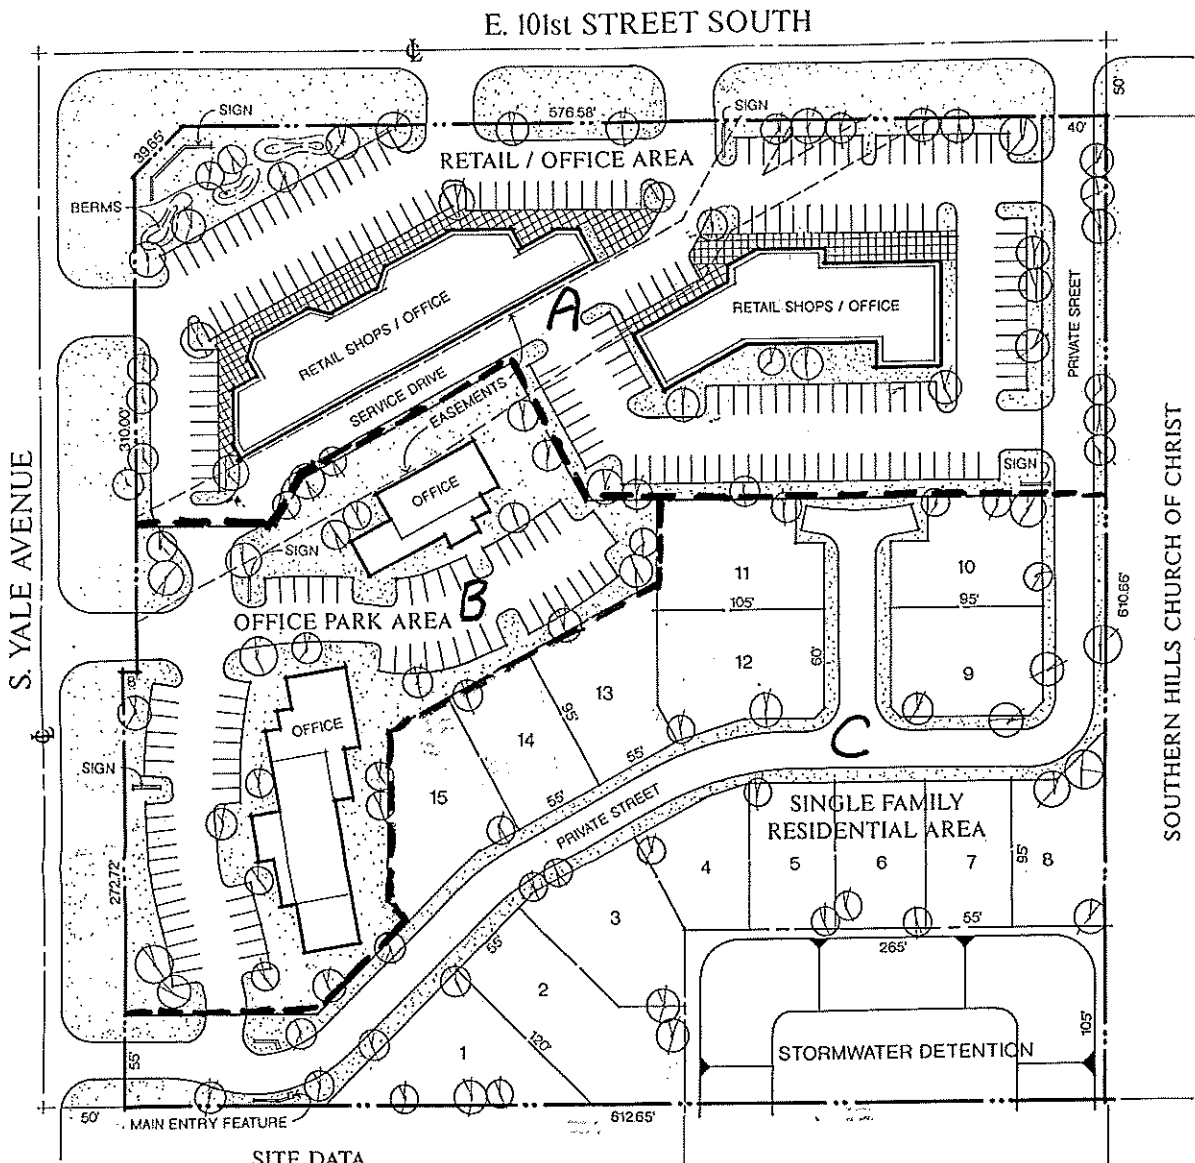 E. 101st STREET SOUTH
℄
SIGN
576.58'
SIGN
50'
39.65'
40'
RETAIL / OFFICE AREA
BERMS
A
RETAIL SHOPS / OFFICE
RETAIL SHOPS / OFFICE
PRIVATE SREET
310.00'
SERVICE DRIVE
EASEMENTS
SIGN
OFFICE
S. YALE AVENUE
SOUTHERN HILLS CHURCH OF CHRIST
SIGN
11
10
105'
95'
610.66'
B
OFFICE PARK AREA
12
9
60'
8'
13
95'
OFFICE
14
55'
C
℄
SIGN
15
55'
PRIVATE STREET
SINGLE FAMILY
RESIDENTIAL AREA
4
5
6
7
95'
8
272.72'
3
55'
55'
265'
2
105'
1
120'
STORMWATER DETENTION
55'
50'
MAIN ENTRY FEATURE
612.65'
SITE DATA